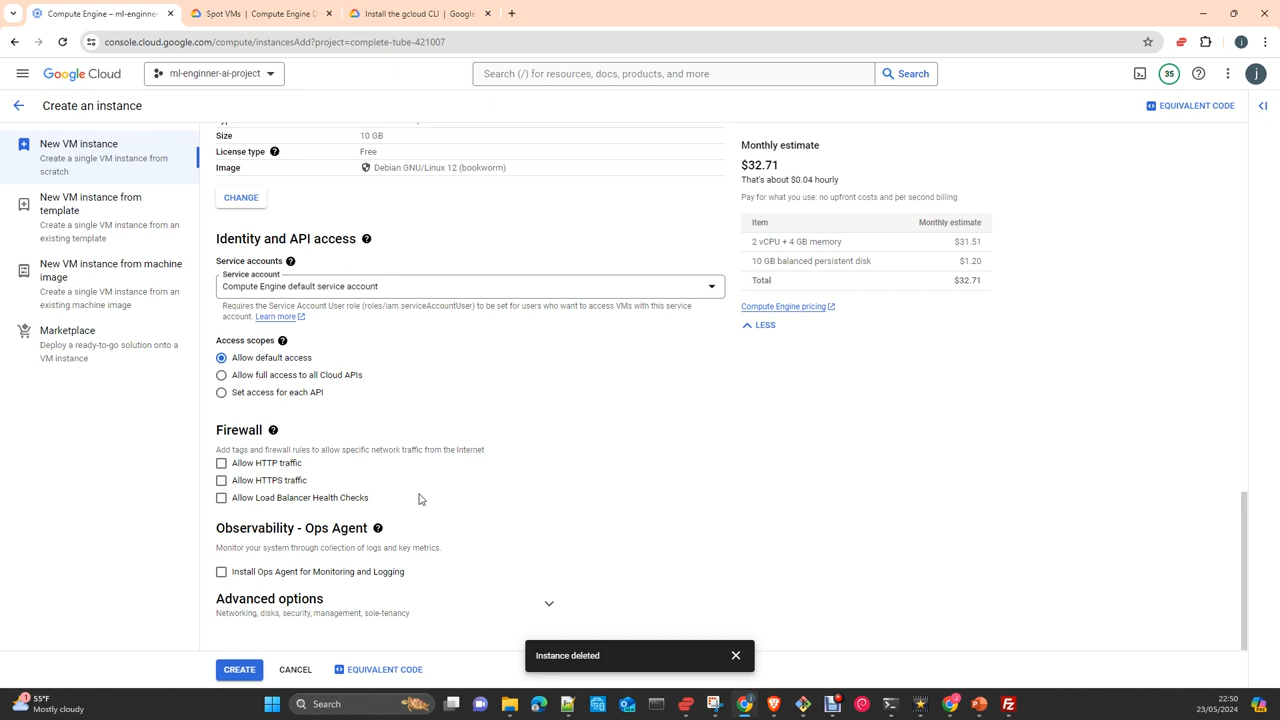 Compute Engine – ml-enginner
Spot VMs | Compute Engine D
Install the gcloud CLI | Google
console.cloud.google.com/compute/instancesAdd?project=complete-tube-421007
j
Google Cloud
ml-enginner-ai-project
Search (/) for resources, docs, products, and more
Search
35
j
Create an instance
EQUIVALENT CODE
New VM instance
Create a single VM instance from
scratch
New VM instance from
template
Create a single VM instance from an
existing template
New VM instance from machine
image
Create a single VM instance from an
existing machine image
Marketplace
Deploy a ready-to-go solution onto a
VM instance
Size 10 GB
License type Free
Image Debian GNU/Linux 12 (bookworm)
CHANGE
Identity and API access
Service accounts
Service account
Compute Engine default service account
Requires the Service Account User role (roles/iam.serviceAccountUser) to be set for users who want to access VMs with this service
account. Learn more
Access scopes
Allow default access
Allow full access to all Cloud APIs
Set access for each API
Firewall
Add tags and firewall rules to allow specific network traffic from the Internet
Allow HTTP traffic
Allow HTTPS traffic
Allow Load Balancer Health Checks
Observability - Ops Agent
Monitor your system through collection of logs and key metrics.
Install Ops Agent for Monitoring and Logging
Advanced options
Networking, disks, security, management, sole-tenancy
Monthly estimate
$32.71
That's about $0.04 hourly
Pay for what you use: no upfront costs and per second billing
Item Monthly estimate
2 vCPU + 4 GB memory $31.51
10 GB balanced persistent disk $1.20
Total $32.71
Compute Engine pricing
LESS
Instance deleted
CREATE
CANCEL
EQUIVALENT CODE
55°F
Mostly cloudy
Search
22:50
23/05/2024